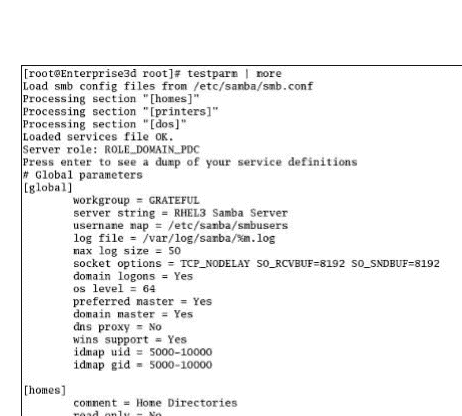 [root@Enterprise3d root]# testparm | more
Load smb config files from /etc/samba/smb.conf
Processing section "[homes]"
Processing section "[printers]"
Processing section "[dos]"
Loaded services file OK.
Server role: ROLE_DOMAIN_PDC
Press enter to see a dump of your service definitions
# Global parameters
[global]
workgroup = GRATEFUL
server string = RHEL3 Samba Server
username map = /etc/samba/smbusers
log file = /var/log/samba/%m.log
max log size = 50
socket options = TCP_NODELAY SO_RCVBUF=8192 SO_SNDBUF=8192
domain logons = Yes
os level = 64
preferred master = Yes
domain master = Yes
dns proxy = No
wins support = Yes
idmap uid = 5000-10000
idmap gid = 5000-10000
[homes]
comment = Home Directories
read only = No